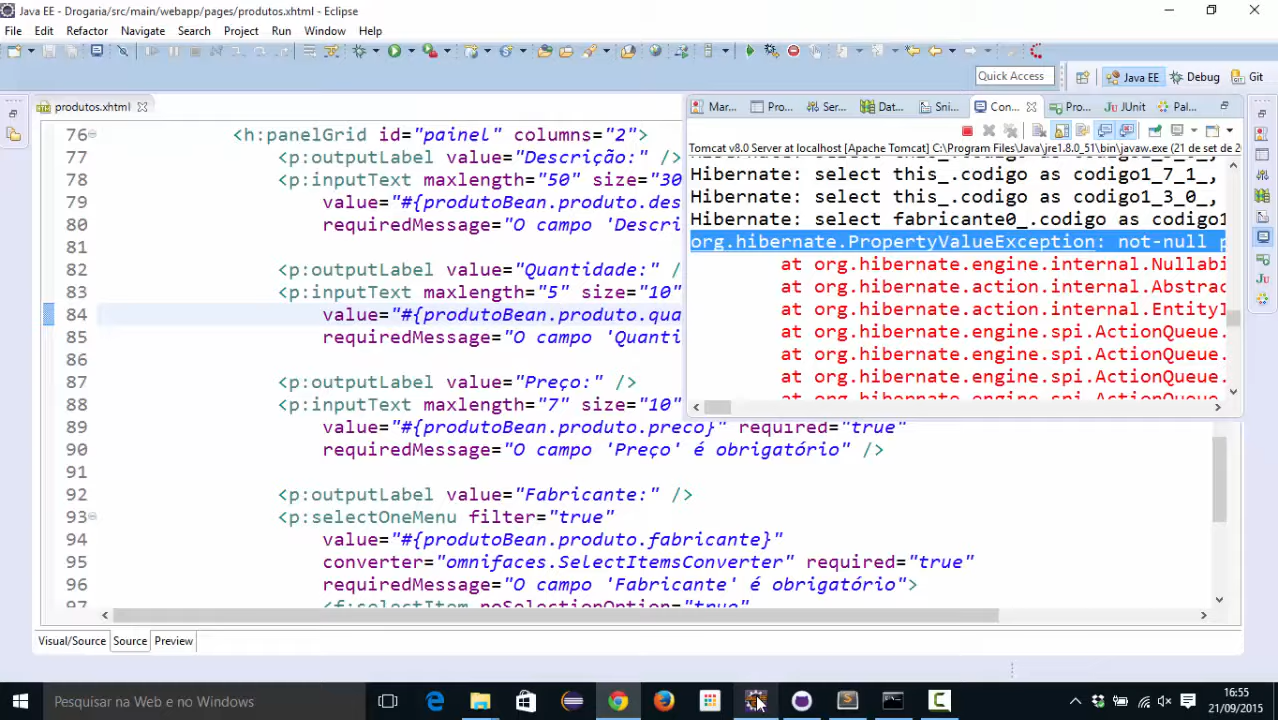 Java EE - Drogaria/src/main/webapp/pages/produtos.xhtml - Eclipse
File Edit Refactor Navigate Search Project Run Window Help
Quick Access Java EE Debug Git
produtos.xhtml
Mar... Pro... Ser... Dat... Sni... Con... Pro... JUnit Pal...
Tomcat v8.0 Server at localhost [Apache Tomcat] C:\Program Files\Java\jre1.8.0_51\bin\javaw.exe (21 de set de 2
Hibernate: select this_.codigo as codigo1_7_1_,
Hibernate: select this_.codigo as codigo1_3_0_,
Hibernate: select fabricante0_.codigo as codigo1
org.hibernate.PropertyValueException: not-null p
at org.hibernate.engine.internal.Nullabi
at org.hibernate.action.internal.Abstrac
at org.hibernate.action.internal.EntityI
at org.hibernate.engine.spi.ActionQueue.
at org.hibernate.engine.spi.ActionQueue.
at org.hibernate.engine.spi.ActionQueue.
76 <h:panelGrid id="painel" columns="2">
77 <p:outputLabel value="Descrição:" />
78 <p:inputText maxlength="50" size="30
79 value="#{produtoBean.produto.des
80 requiredMessage="O campo 'Descri
81
82 <p:outputLabel value="Quantidade:" /
83 <p:inputText maxlength="5" size="10"
84 value="#{produtoBean.produto.qua
85 requiredMessage="O campo 'Quanti
86
87 <p:outputLabel value="Preço:" />
88 <p:inputText maxlength="7" size="10"
89 value="#{produtoBean.produto.preco}" required="true"
90 requiredMessage="O campo 'Preço' é obrigatório" />
91
92 <p:outputLabel value="Fabricante:" />
93 <p:selectOneMenu filter="true"
94 value="#{produtoBean.produto.fabricante}"
95 converter="omnifaces.SelectItemsConverter" required="true"
96 requiredMessage="O campo 'Fabricante' é obrigatório">
97 <f:selectItem noSelectionOption="true"
Visual/Source Source Preview
Pesquisar na Web e no Windows
16:55
21/09/2015